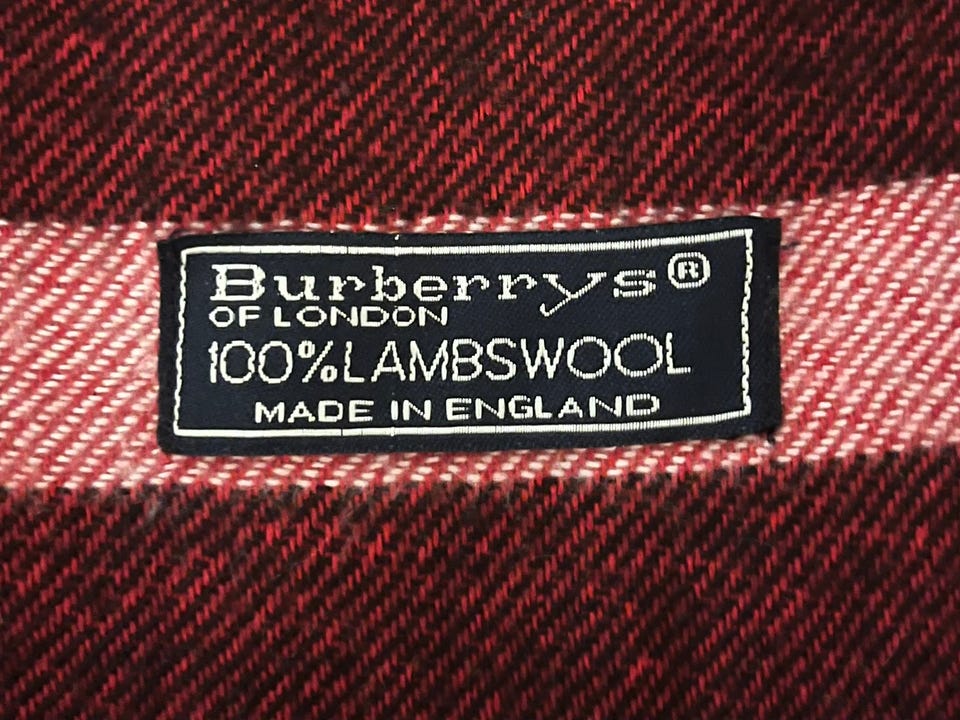 Burberrys®
OF LONDON
100% LAMBSWOOL
MADE IN ENGLAND